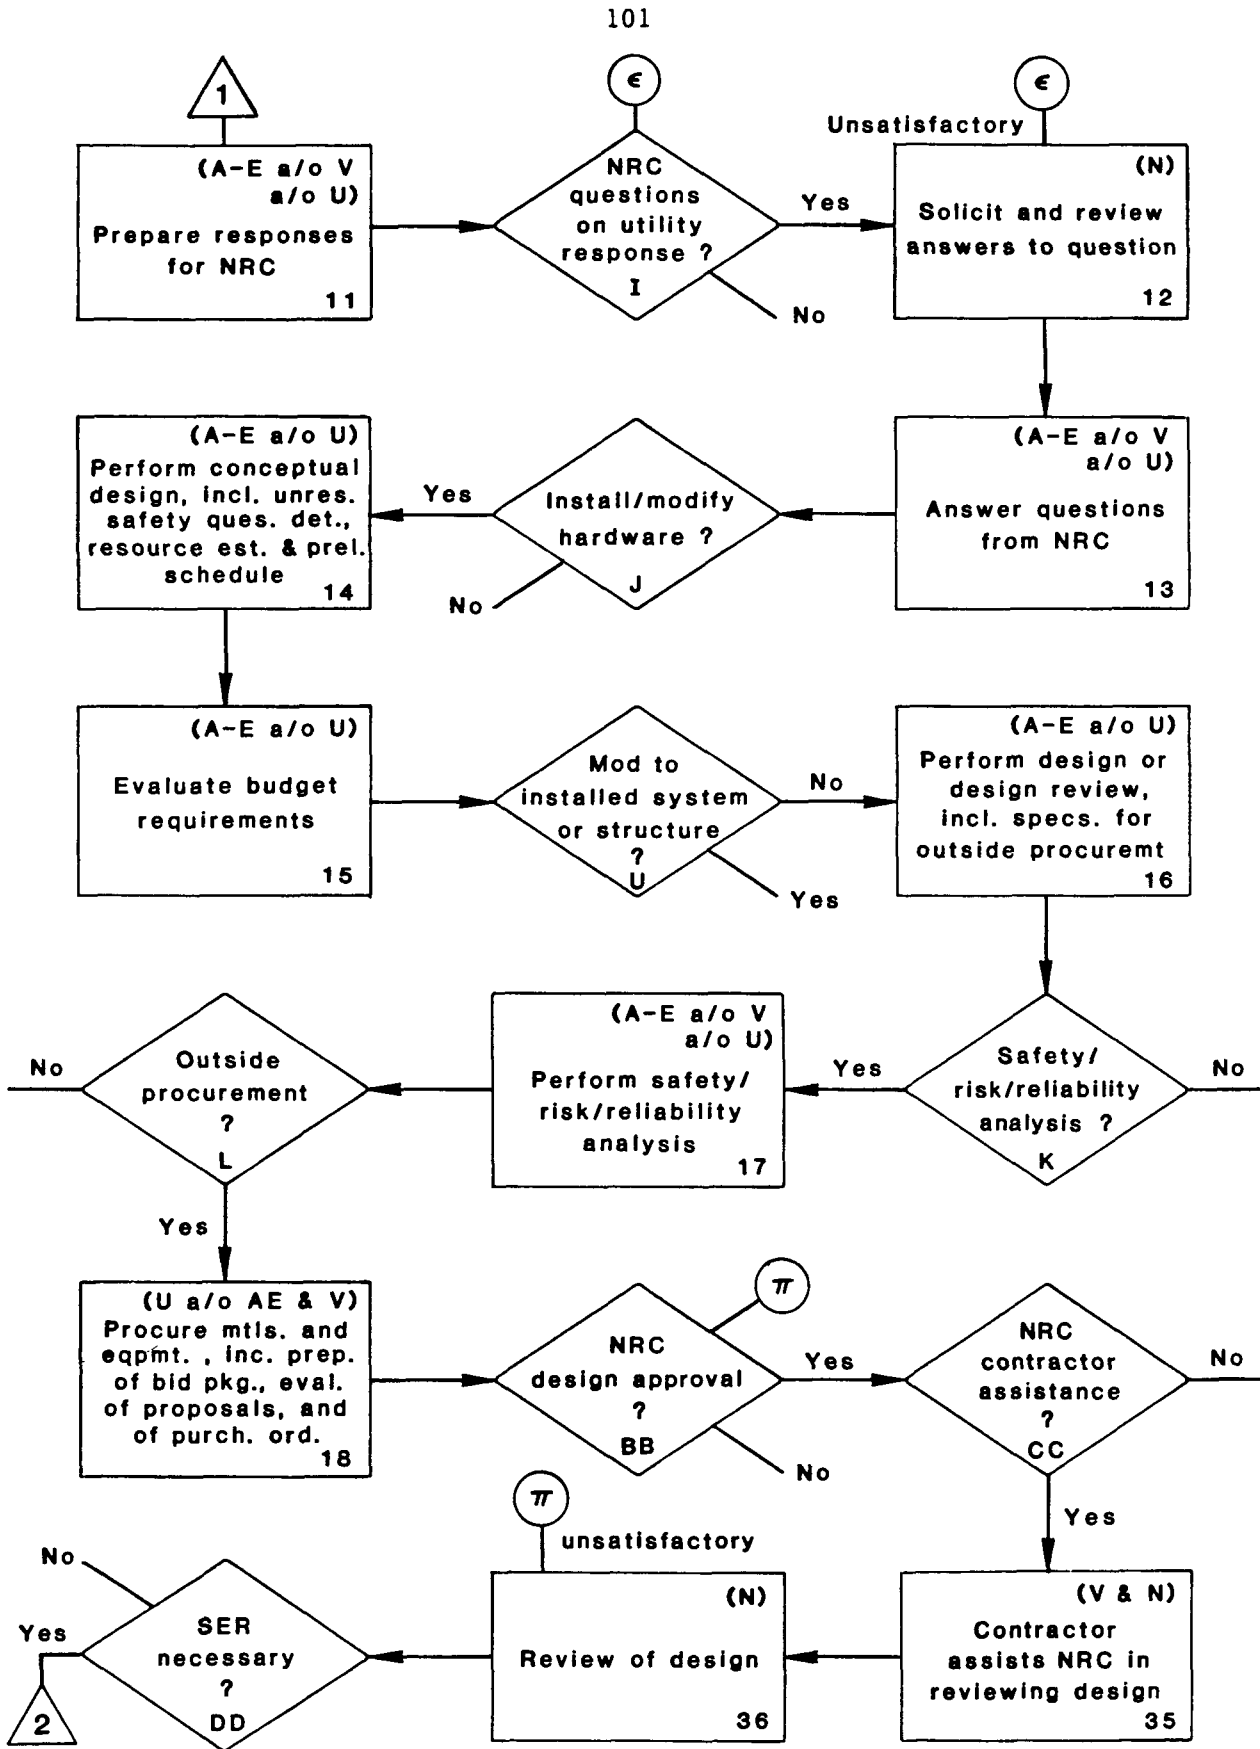 101
1
ϵ
ϵ
Unsatisfactory
(A-E a/o V
a/o U)
Prepare responses
for NRC
11
NRC
questions
on utility
response ?
I
Yes
No
(N)
Solicit and review
answers to question
12
(A-E a/o U)
Perform conceptual
design, incl. unres.
safety ques. det.,
resource est. & prel.
schedule
14
Yes
Install/modify
hardware ?
J
No
(A-E a/o V
a/o U)
Answer questions
from NRC
13
(A-E a/o U)
Evaluate budget
requirements
15
Mod to
installed system
or structure
?
U
No
Yes
(A-E a/o U)
Perform design or
design review,
incl. specs. for
outside procuremt
16
No
Outside
procurement
?
L
Yes
(A-E a/o V
a/o U)
Perform safety/
risk/reliability
analysis
17
Yes
Safety/
risk/reliability
analysis ?
K
No
(U a/o AE & V)
Procure mtls. and
eqpmt. , inc. prep.
of bid pkg., eval.
of proposals, and
of purch. ord.
18
π
NRC
design approval
?
BB
Yes
No
NRC
contractor
assistance
?
CC
No
Yes
No
Yes
SER
necessary
?
DD
2
π
unsatisfactory
(N)
Review of design
36
(V & N)
Contractor
assists NRC in
reviewing design
35